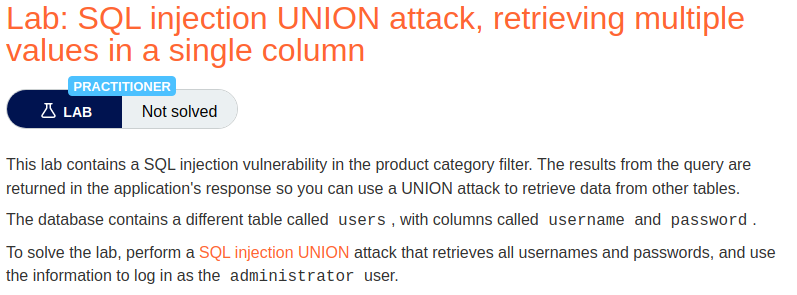 Lab: SQL injection UNION attack, retrieving multiple
values in a single column
PRACTITIONER
LAB
Not solved
This lab contains a SQL injection vulnerability in the product category filter. The results from the query are
returned in the application's response so you can use a UNION attack to retrieve data from other tables.
The database contains a different table called users, with columns called username and password.
To solve the lab, perform a SQL injection UNION attack that retrieves all usernames and passwords, and use
the information to log in as the administrator user.